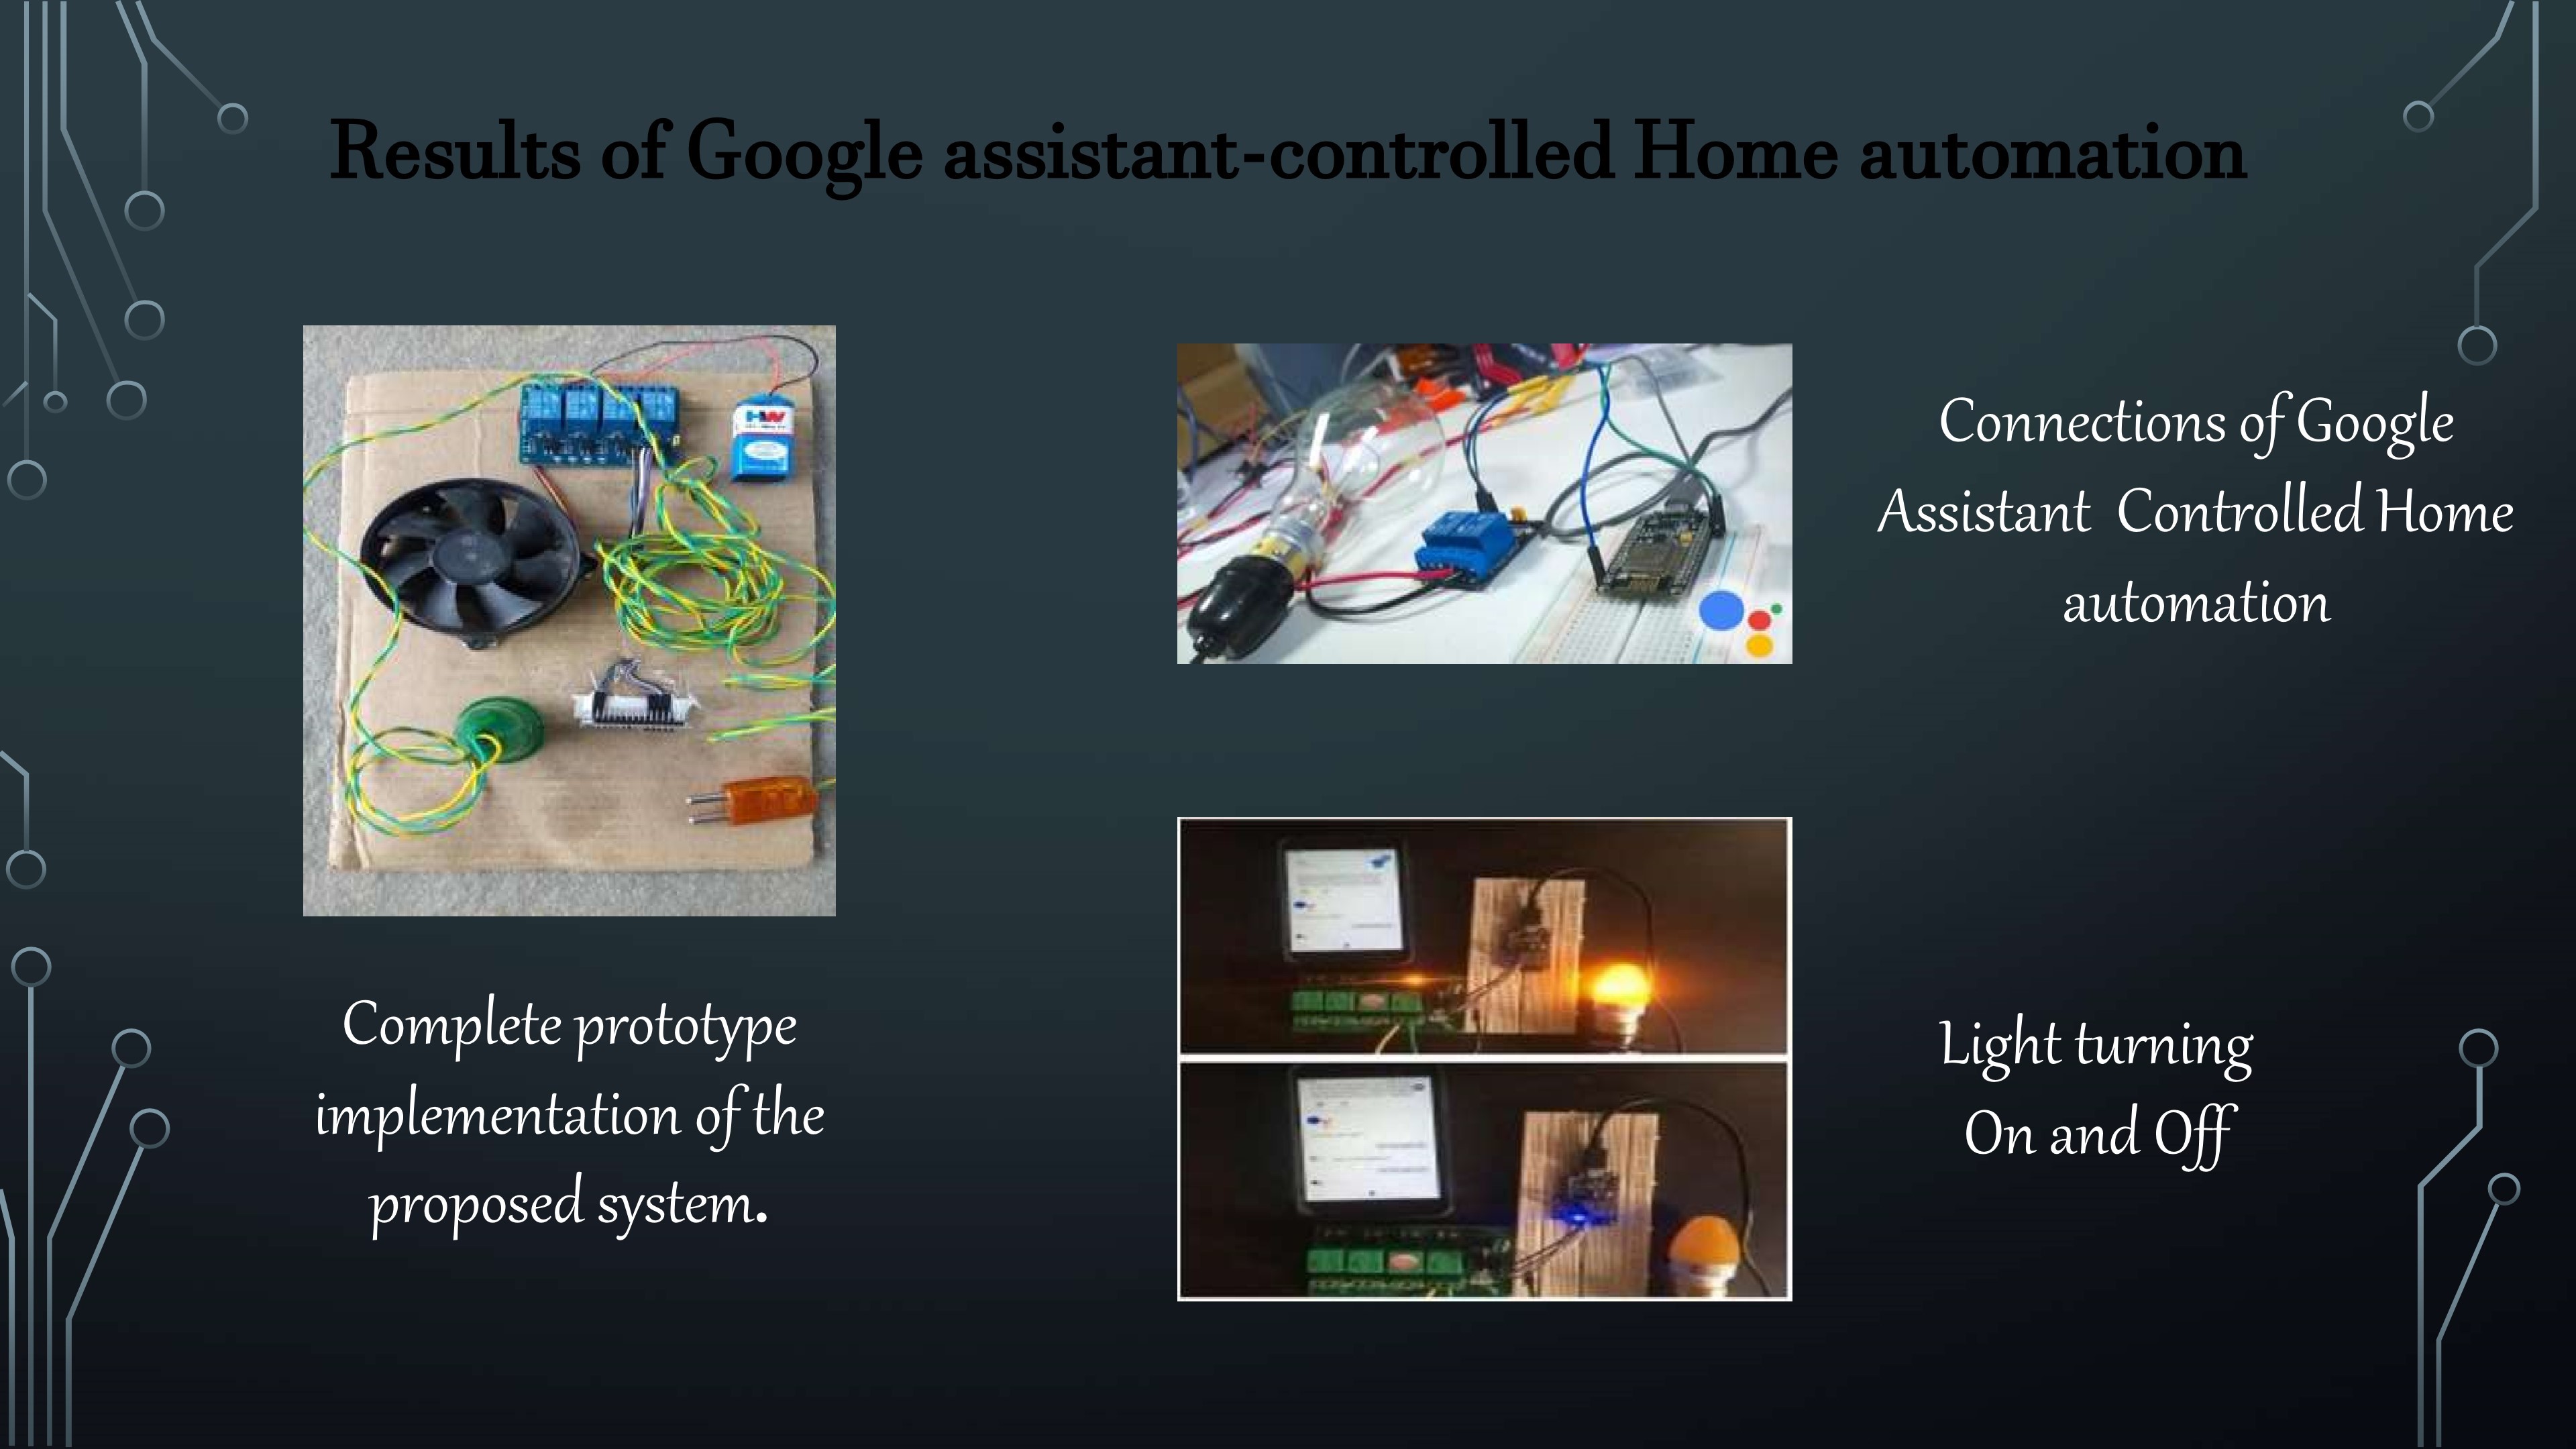 Results of Google assistant-controlled Home automation
HW
Complete prototype
implementation of the
proposed system.
Connections of Google
Assistant Controlled Home
automation
Light turning
On and Off